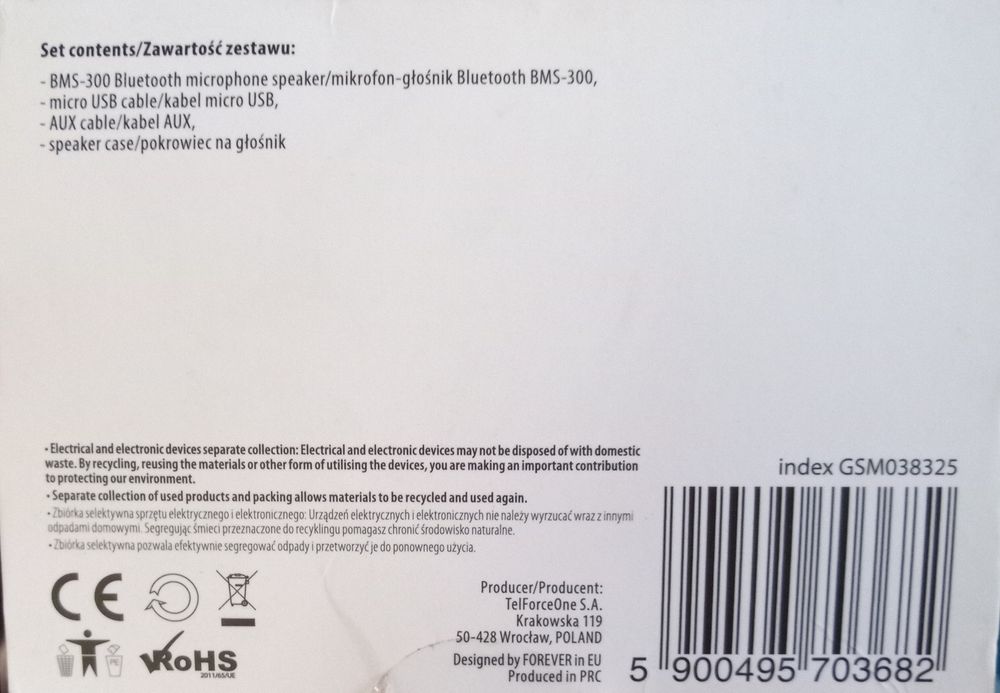 Set contents/Zawartość zestawu:
- BMS-300 Bluetooth microphone speaker/mikrofon-głośnik Bluetooth BMS-300,
- micro USB cable/kabel micro USB,
- AUX cable/kabel AUX,
- speaker case/pokrowiec na głośnik
• Electrical and electronic devices separate collection: Electrical and electronic devices may not be disposed of with domestic
waste. By recycling, reusing the materials or other form of utilising the devices, you are making an important contribution
to protecting our environment.
• Separate collection of used products and packing allows materials to be recycled and used again.
• Zbiórka selektywna sprzętu elektrycznego i elektronicznego: Urządzeń elektrycznych i elektronicznych nie należy wyrzucać wraz z innymi
odpadami domowymi. Segregując śmieci przeznaczone do recyklingu pomagasz chronić środowisko naturalne.
• Zbiórka selektywna pozwala efektywnie segregować odpady i przetworzyć je do ponownego użycia.
CE
PE
RoHS
2011/65/UE
Producer/Producent:
TelForceOne S.A.
Krakowska 119
50-428 Wrocław, POLAND
Designed by FOREVER in EU
Produced in PRC
index GSM038325
5 900495 703682